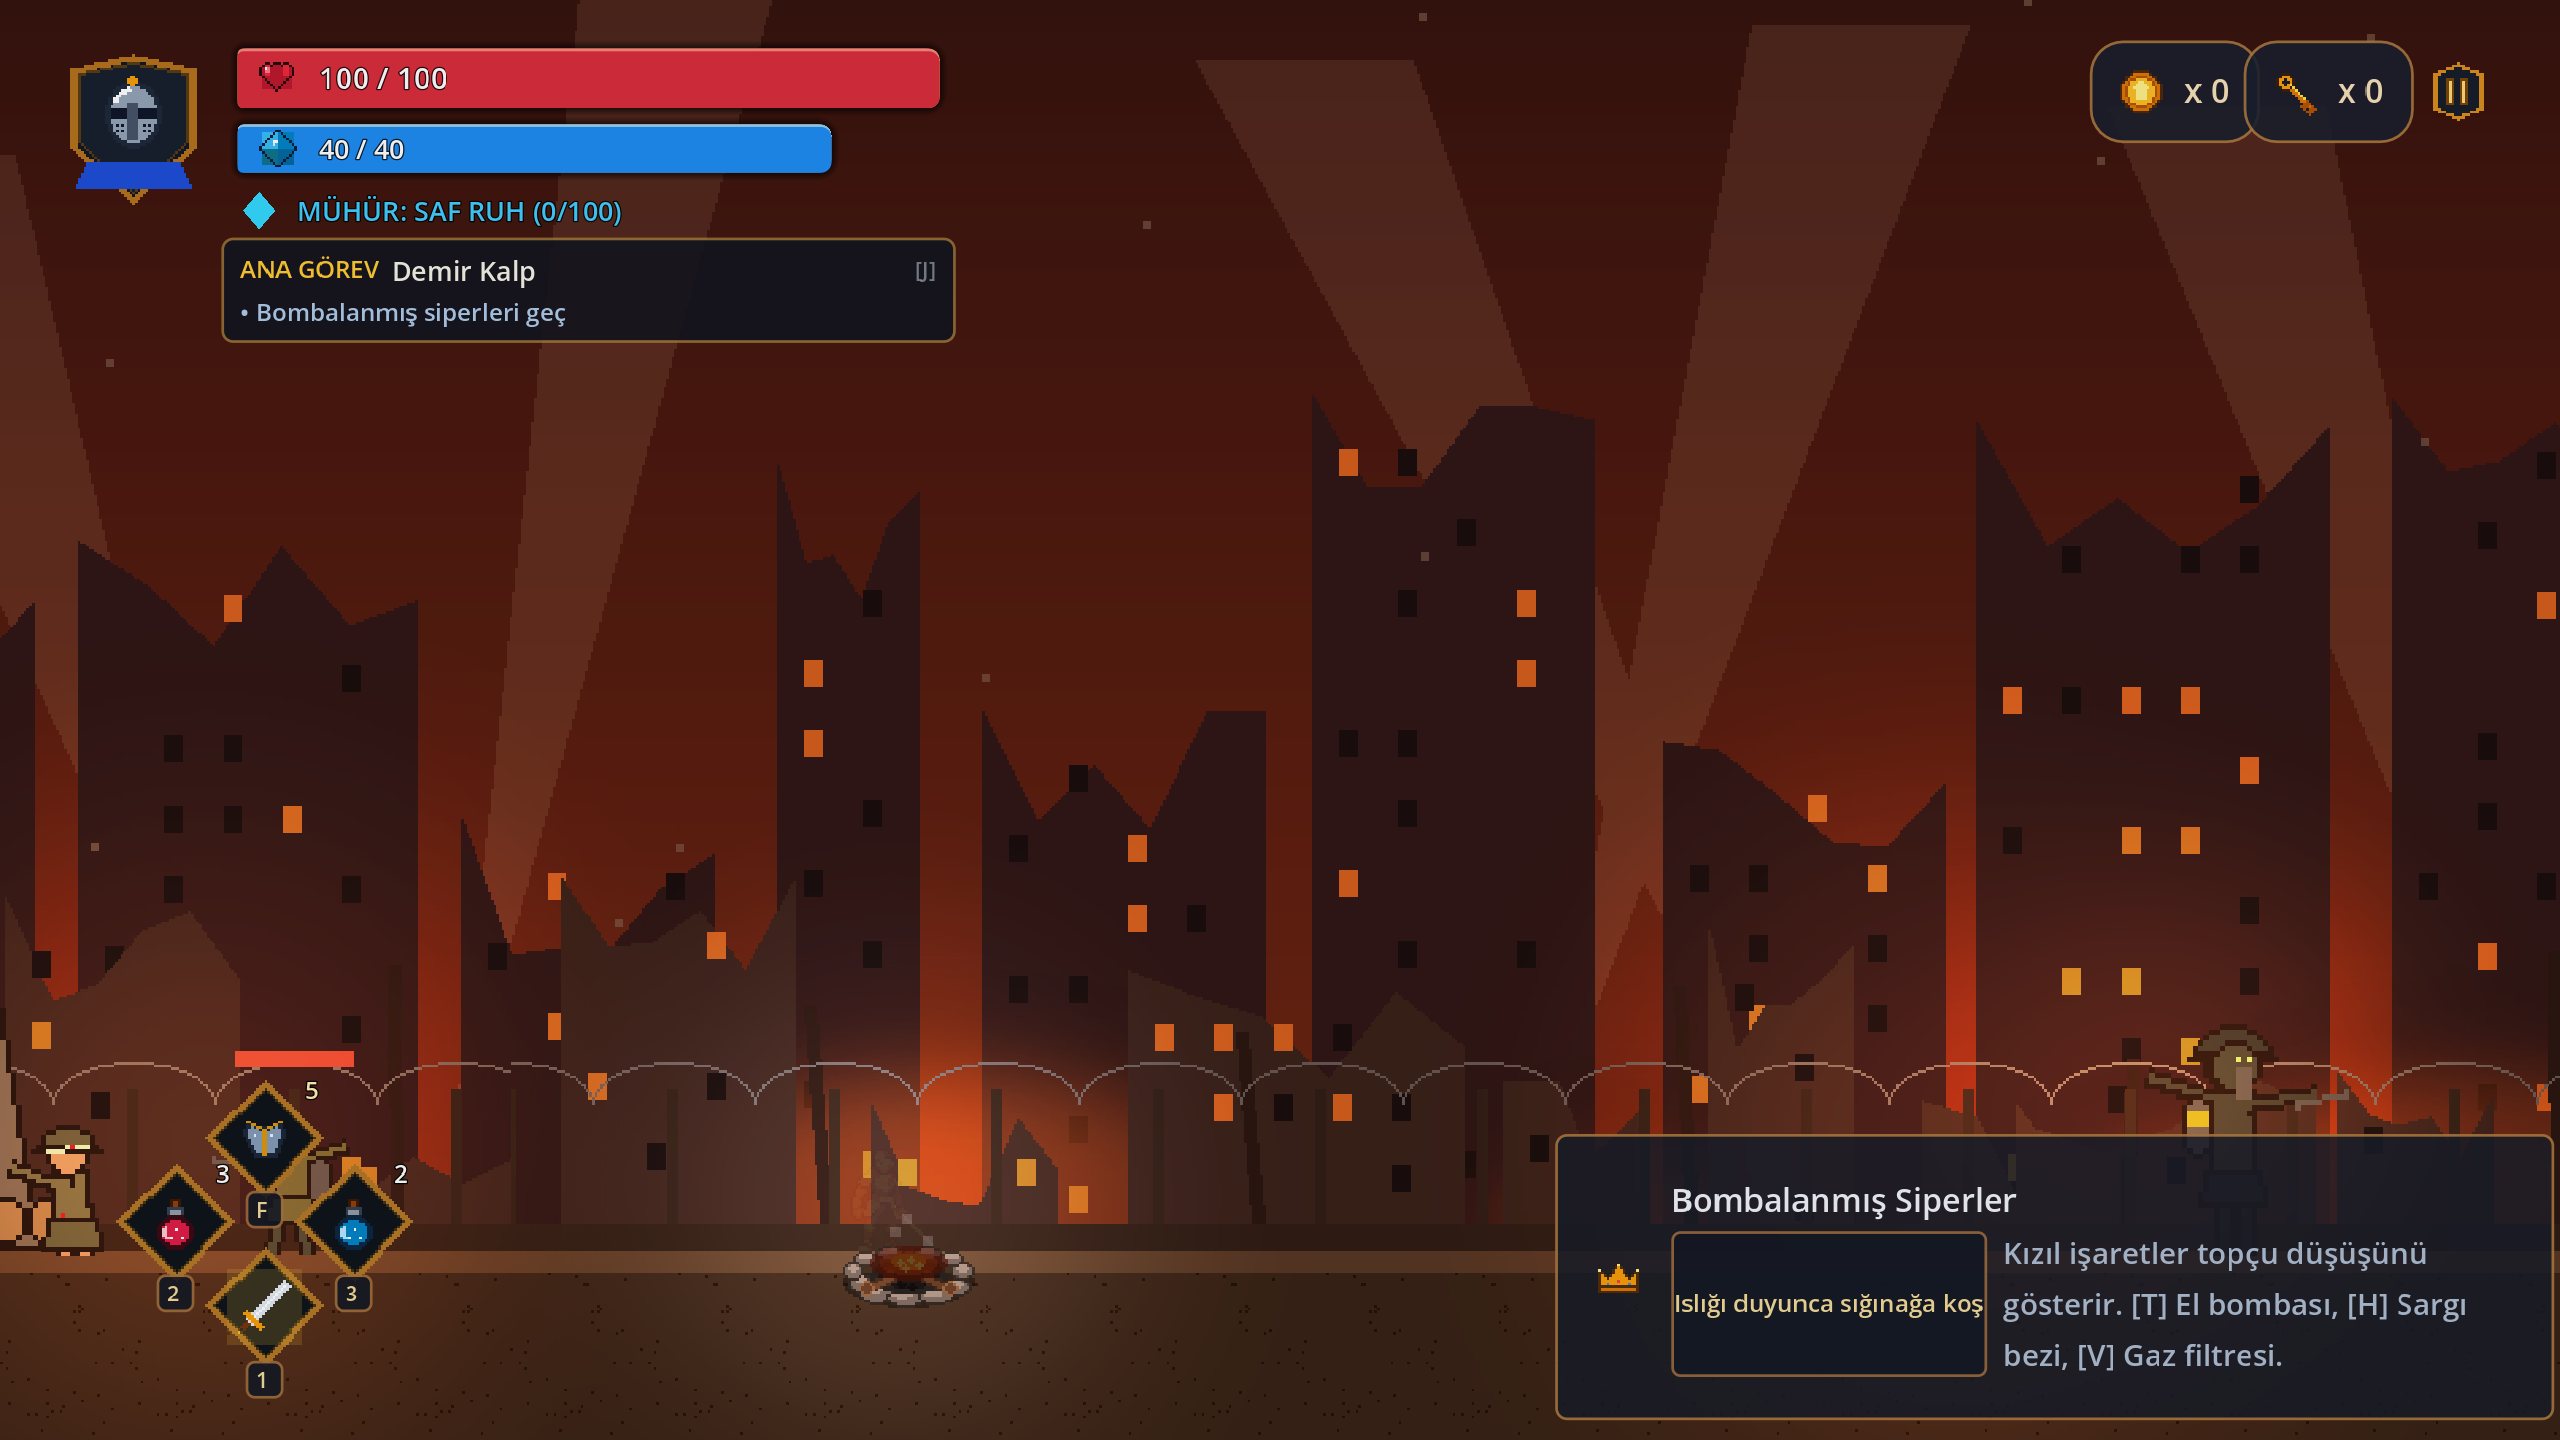 100 / 100
x 0
x 0
40 / 40
MÜHÜR: SAF RUH (0/100)
ANA GÖREV Demir Kalp [J]
• Bombalanmış siperleri geç
5
3
2
F
2
3
1
Bombalanmış Siperler
Islığı duyunca sığınağa koş
Kızıl işaretler topçu düşüşünü
gösterir. [T] El bombası, [H] Sargı
bezi, [V] Gaz filtresi.